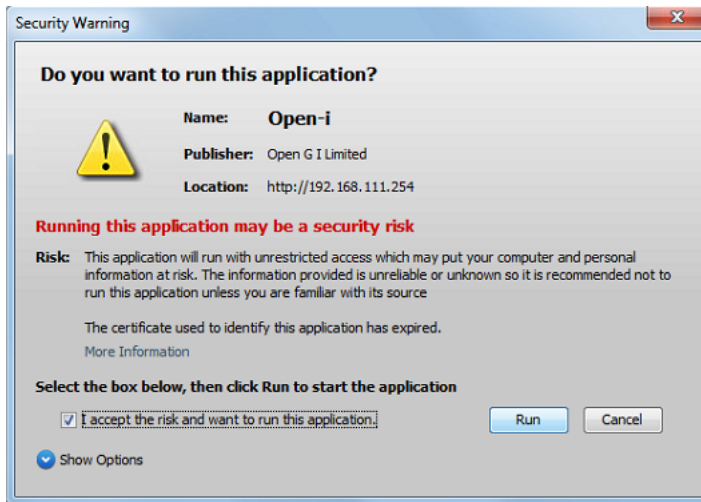 Security Warning
Do you want to run this application?
Name: Open-i
Publisher: Open G I Limited
Location: http://192.168.111.254
Running this application may be a security risk
Risk: This application will run with unrestricted access which may put your computer and personal
information at risk. The information provided is unreliable or unknown so it is recommended not to
run this application unless you are familiar with its source
The certificate used to identify this application has expired.
More Information
Select the box below, then click Run to start the application
I accept the risk and want to run this application.
Run Cancel
Show Options